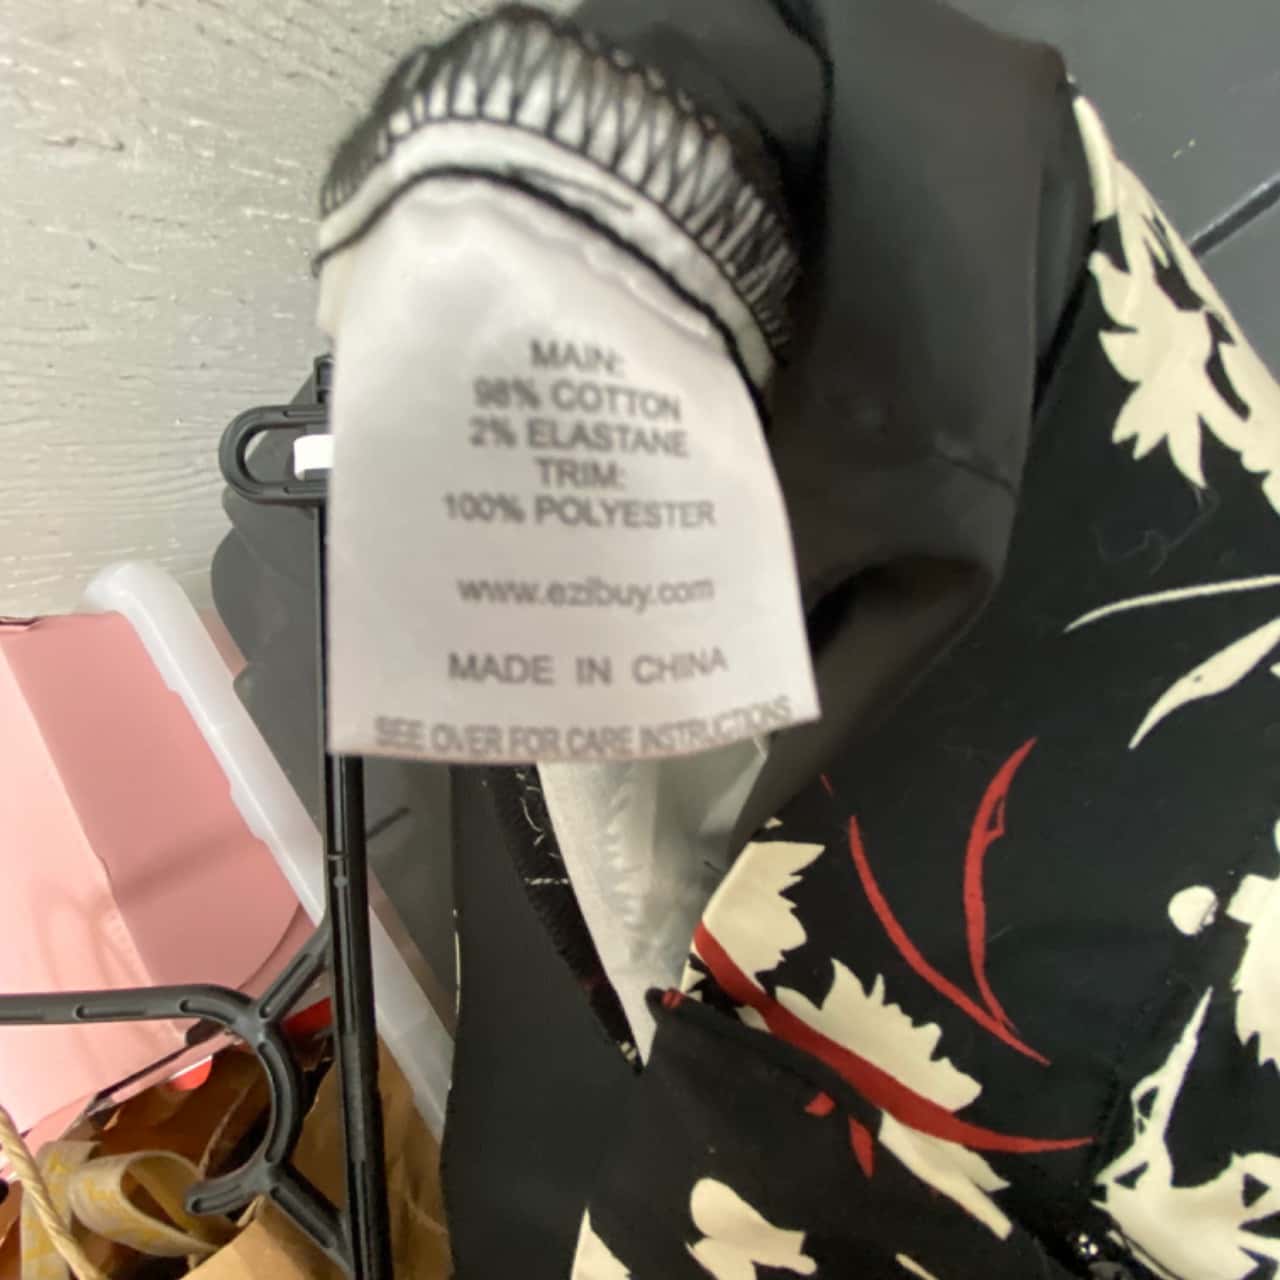 MAIN:
98% COTTON
2% ELASTANE
TRIM:
100% POLYESTER
www.ezibuy.com
MADE IN CHINA
SEE OVER FOR CARE INSTRUCTIONS